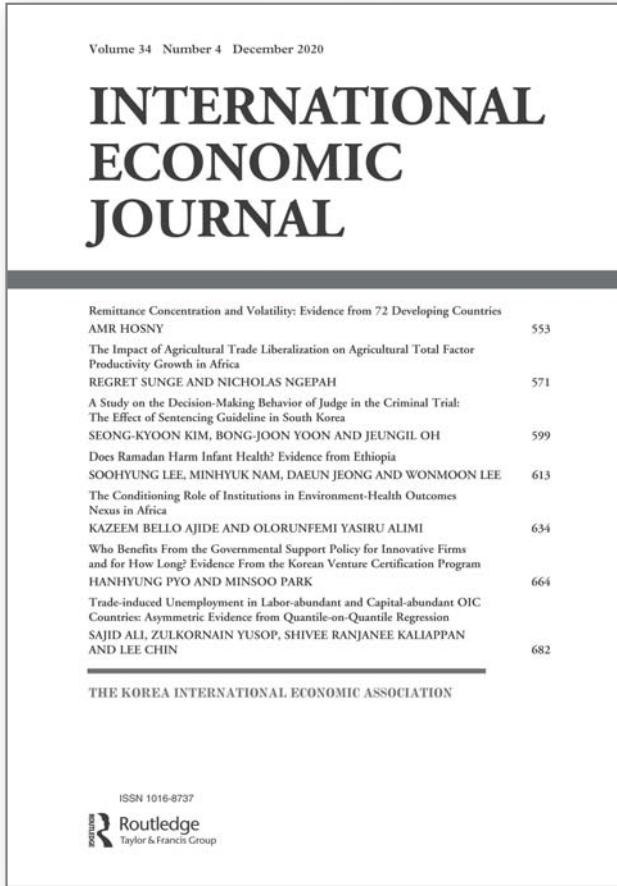 Volume 34 Number 4 December 2020
INTERNATIONAL
ECONOMIC
JOURNAL
Remittance Concentration and Volatility: Evidence from 72 Developing Countries
AMR HOSNY 553
The Impact of Agricultural Trade Liberalization on Agricultural Total Factor
Productivity Growth in Africa
REGRET SUNGE AND NICHOLAS NGEPAH 571
A Study on the Decision-Making Behavior of Judge in the Criminal Trial:
The Effect of Sentencing Guideline in South Korea
SEONG-KYOON KIM, BONG-JOON YOON AND JEUNGIL OH 599
Does Ramadan Harm Infant Health? Evidence from Ethiopia
SOOHYUNG LEE, MINHYUK NAM, DAEUN JEONG AND WONMOON LEE 613
The Conditioning Role of Institutions in Environment-Health Outcomes
Nexus in Africa
KAZEEM BELLO AJIDE AND OLORUNFEMI YASIRU ALIMI 634
Who Benefits From the Governmental Support Policy for Innovative Firms
and for How Long? Evidence From the Korean Venture Certification Program
HANHYUNG PYO AND MINSOO PARK 664
Trade-induced Unemployment in Labor-abundant and Capital-abundant OIC
Countries: Asymmetric Evidence from Quantile-on-Quantile Regression
SAJID ALI, ZULKORNAIN YUSOP, SHIVEE RANJANEE KALIAPPAN
AND LEE CHIN 682
THE KOREA INTERNATIONAL ECONOMIC ASSOCIATION
ISSN 1016-8737
ROUTLEDGE
Routledge
Taylor & Francis Group